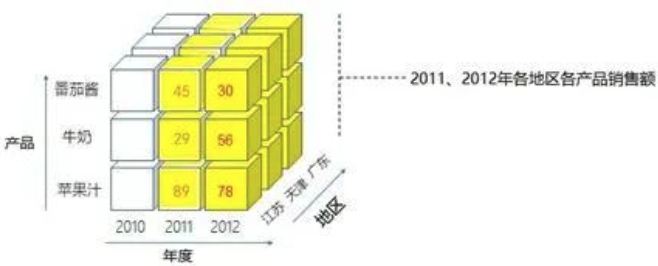 2011、2012年各地区各产品销售额
产品
番茄酱 45 30
牛奶 29 56
苹果汁 89 78
2010 2011 2012
年度
江苏 天津 广东
地区